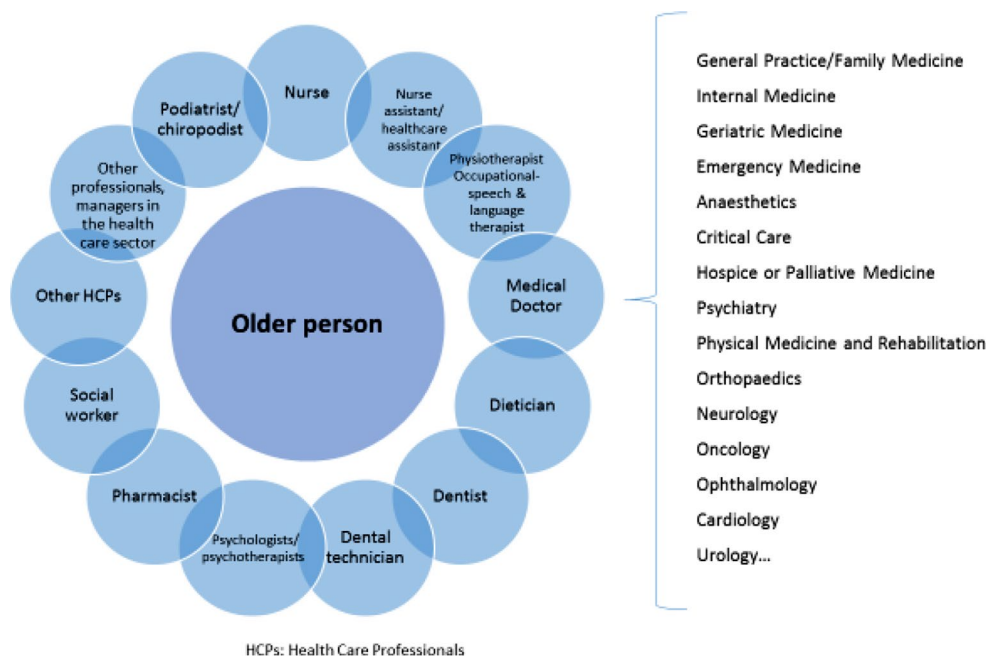 Nurse
Nurse
assistant/
healthcare
assistant
Physiotherapist
Occupational-
speech &
language
therapist
Medical
Doctor
Dietician
Dentist
Dental
technician
Psychologists/
psychotherapists
Pharmacist
Social
worker
Other HCPs
Other
professionals,
managers in
the health
care sector
Podiatrist/
chiropodist
Older person
General Practice/Family Medicine
Internal Medicine
Geriatric Medicine
Emergency Medicine
Anaesthetics
Critical Care
Hospice or Palliative Medicine
Psychiatry
Physical Medicine and Rehabilitation
Orthopaedics
Neurology
Oncology
Ophthalmology
Cardiology
Urology...
HCPs: Health Care Professionals